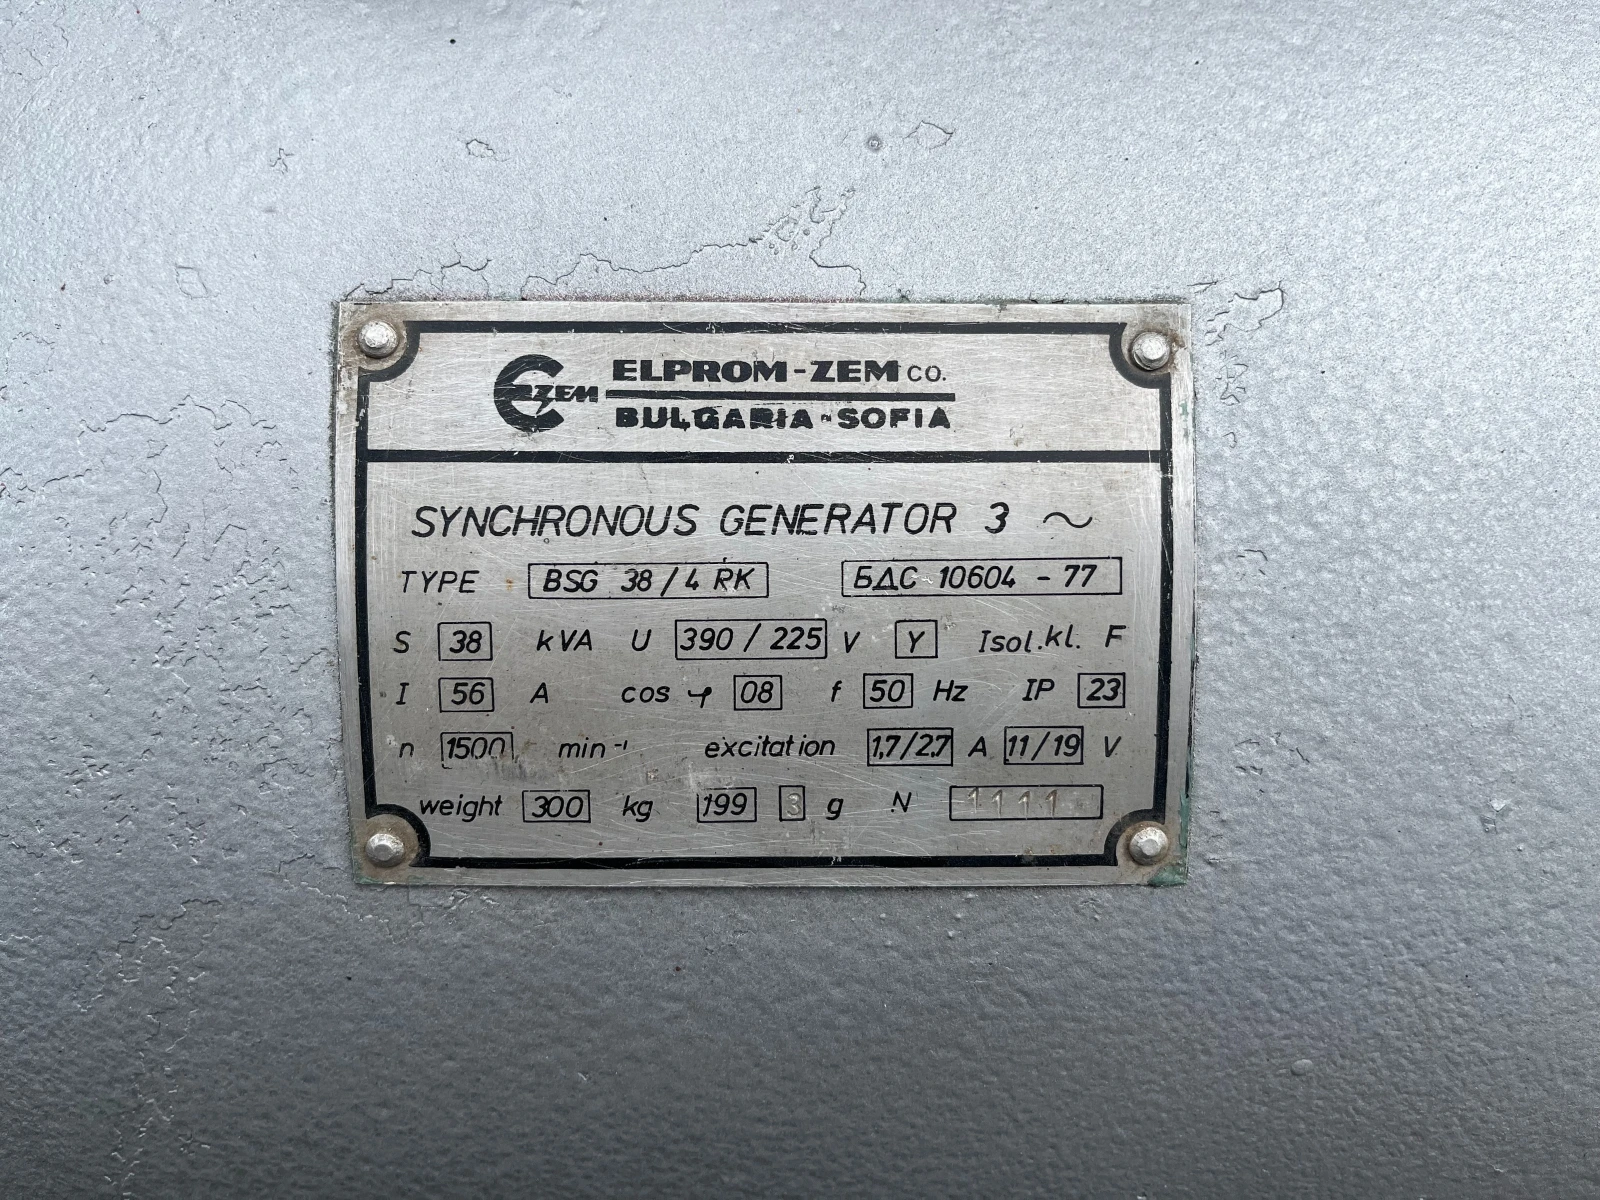 ZEM ELPROM-ZEM CO.
BULGARIA-SOFIA
SYNCHRONOUS GENERATOR 3 ~
TYPE BSG 38/4 RK БДС 10604 - 77
S 38 kVA U 390 / 225 V Y Isol.kl. F
I 56 A cos φ 08 f 50 Hz IP 23
n 1500 min⁻¹ excitation 1,7/2,7 A 11/19 V
weight 300 kg 199 3 g N 1111